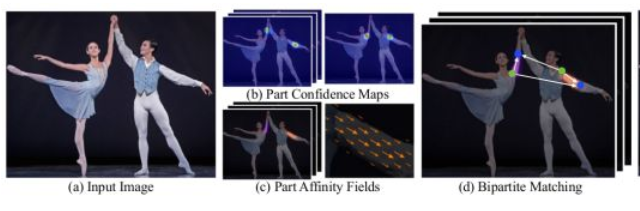 (b) Part Confidence Maps
(a) Input Image
(c) Part Affinity Fields
(d) Bipartite Matching